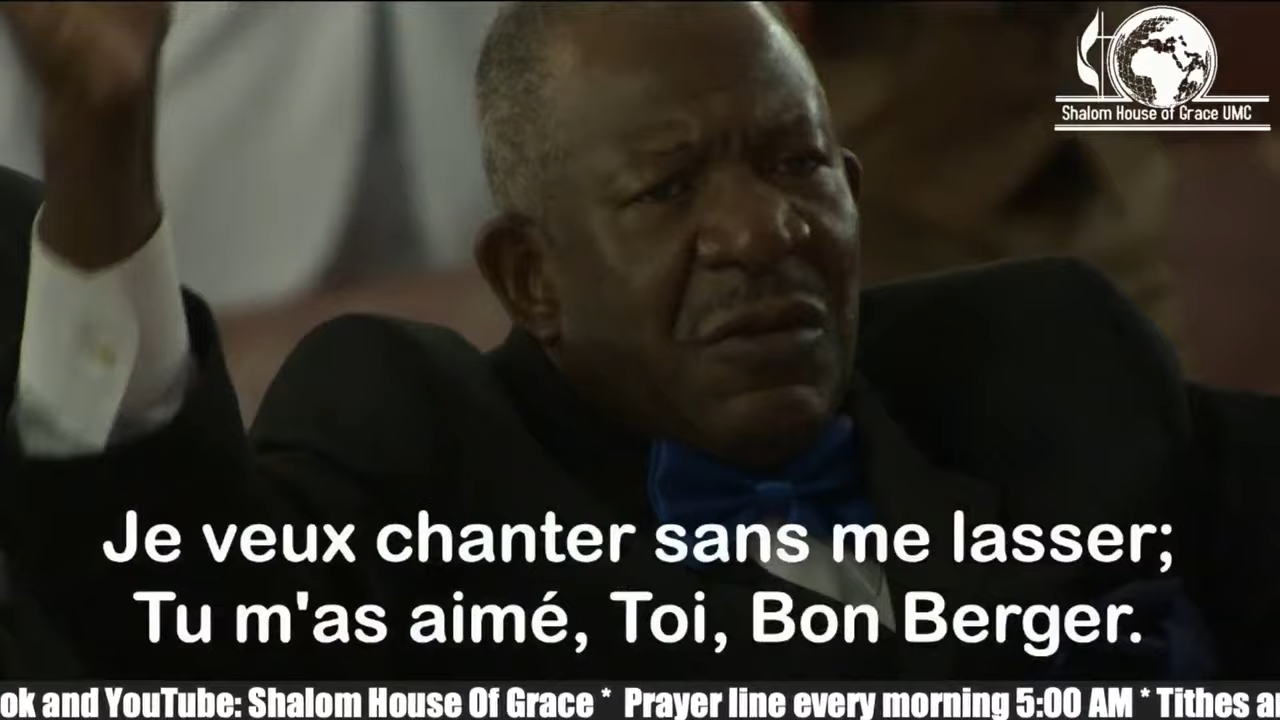 Shalom House of Grace UMC
Je veux chanter sans me lasser;
Tu m'as aimé, Toi, Bon Berger.
ok and YouTube: Shalom House Of Grace * Prayer line every morning 5:00 AM * Tithes a